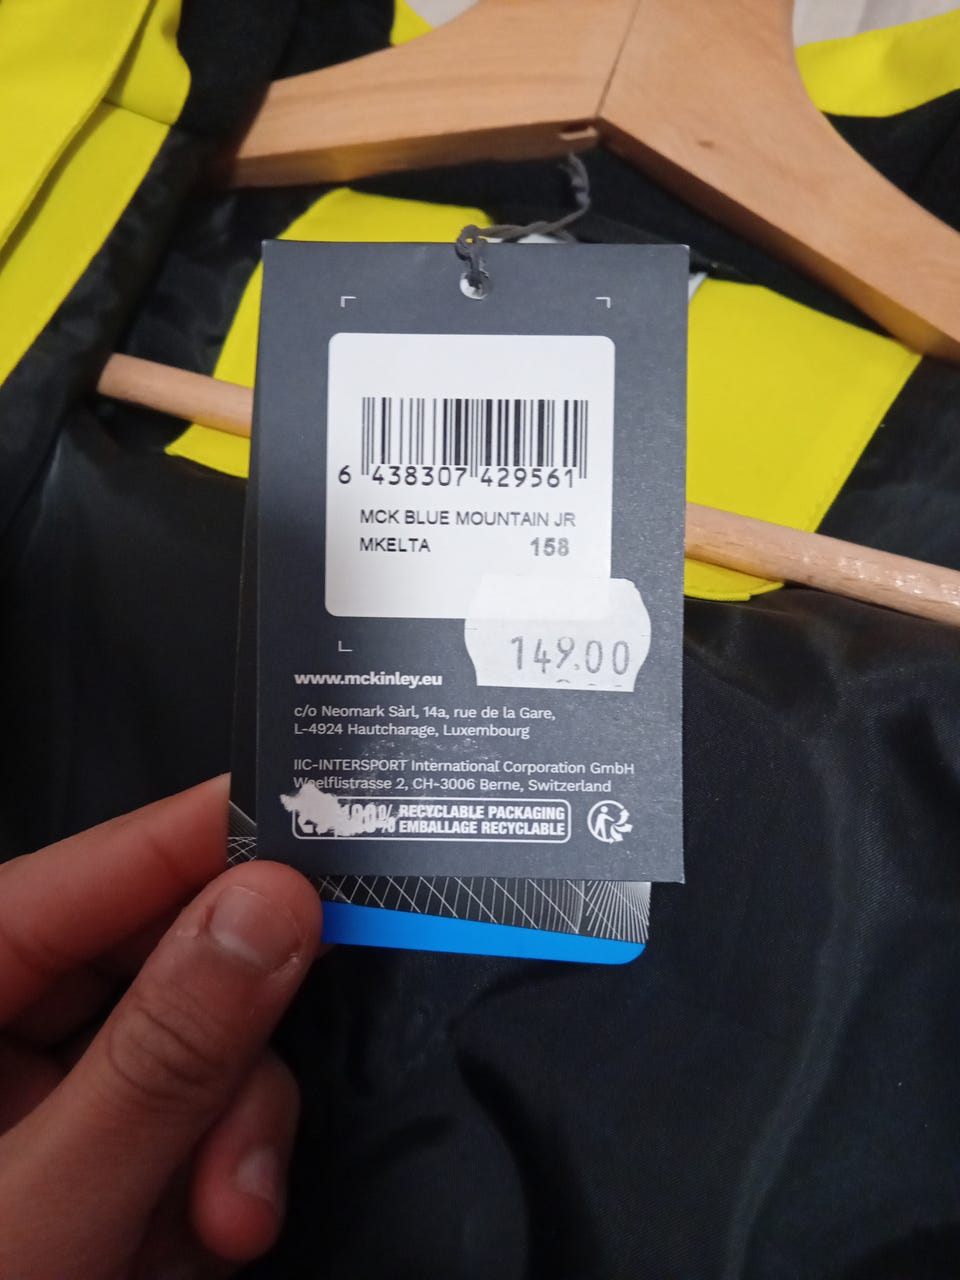 6 438307 429561
MCK BLUE MOUNTAIN JR
MKELTA 158
149.00
www.mckinley.eu
c/o Neomark Sàrl, 14a, rue de la Gare,
L-4924 Hautcharage, Luxembourg
IIC-INTERSPORT International Corporation GmbH
Woelflistrasse 2, CH-3006 Berne, Switzerland
100% RECYCLABLE PACKAGING
EMBALLAGE RECYCLABLE